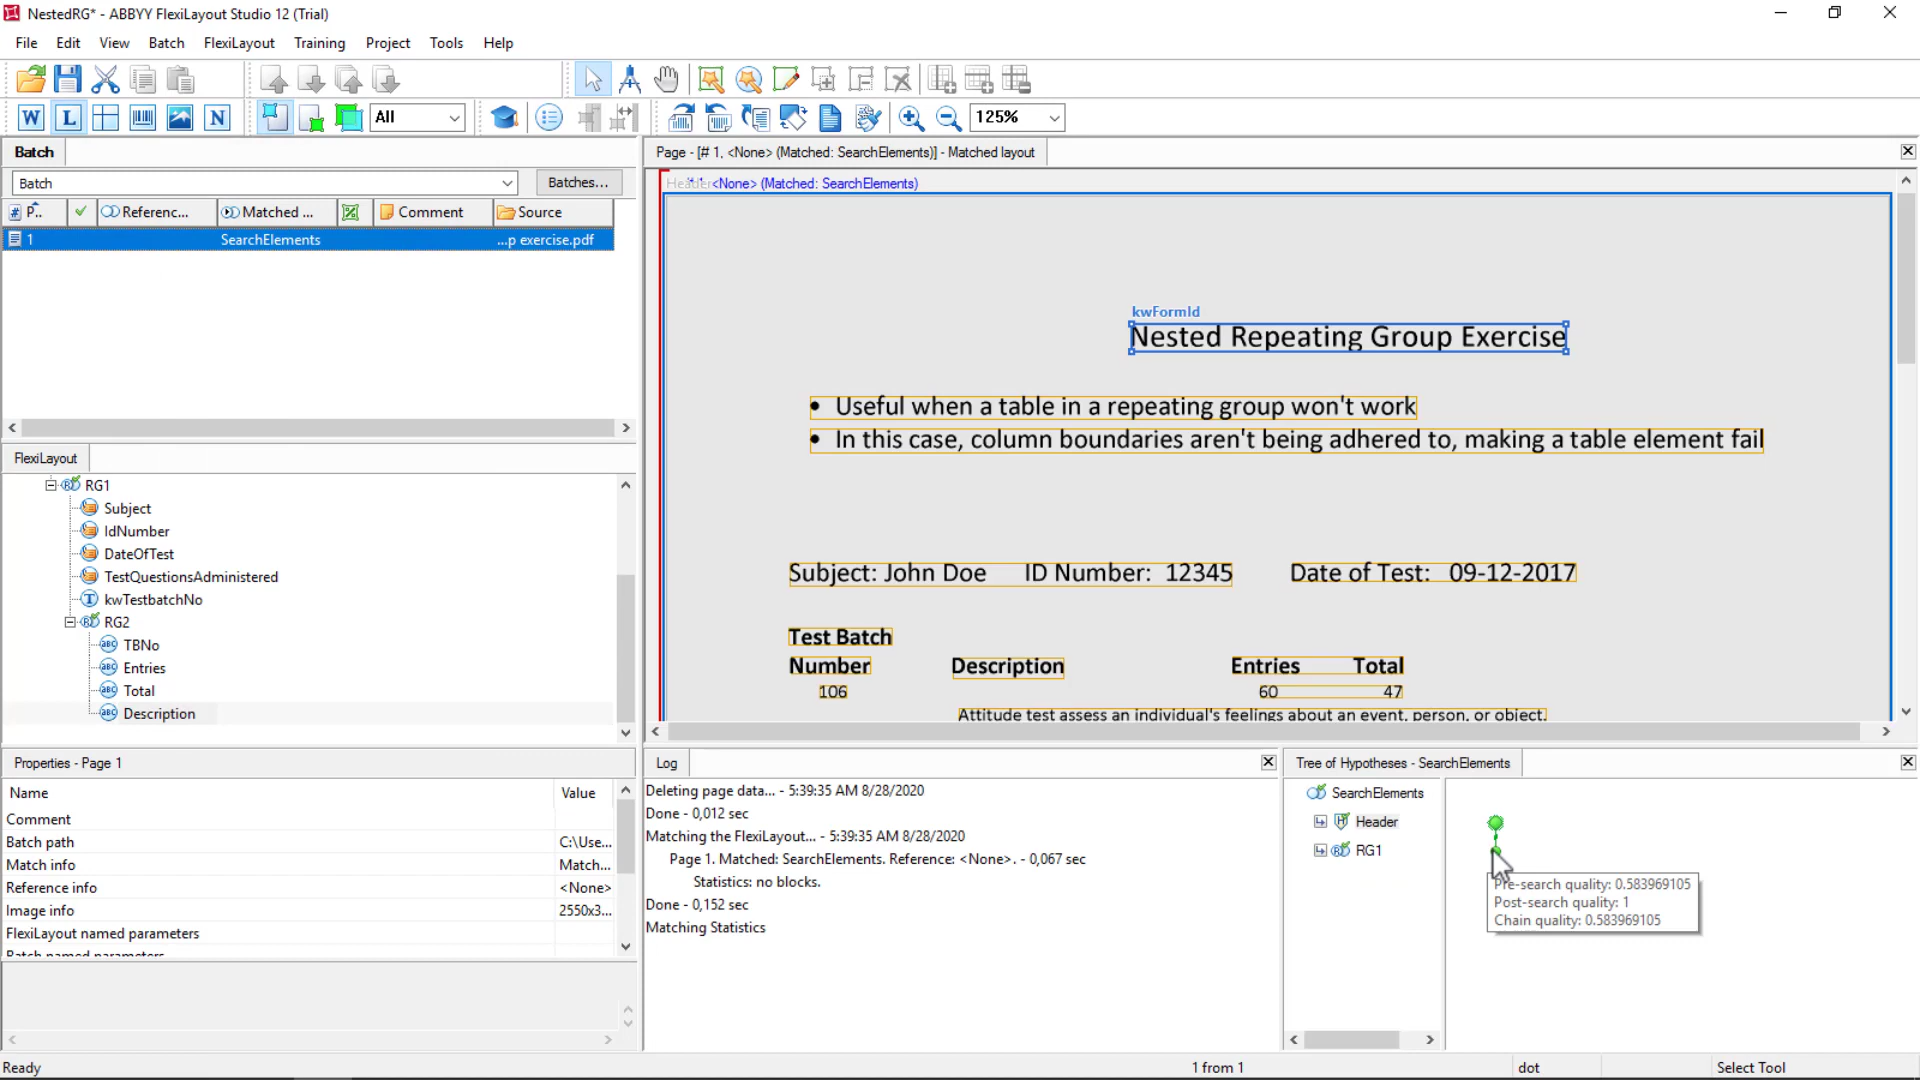 NestedRG* - ABBYY FlexiLayout Studio 12 (Trial)
File Edit View Batch FlexiLayout Training Project Tools Help
W L N All 125%
Batch
Batch Batches...
# P.. Referenc... Matched ... Comment Source
1 SearchElements ...p exercise.pdf
FlexiLayout
RG1
Subject
IdNumber
DateOfTest
TestQuestionsAdministered
kwTestbatchNo
RG2
TBNo
Entries
Total
Description
Properties - Page 1
Name Value
Comment
Batch path C:\Use...
Match info Match...
Reference info <None>
Image info 2550x3...
FlexiLayout named parameters
Batch named parameters
Page - [# 1, <None> (Matched: SearchElements)] - Matched layout
Header <None> (Matched: SearchElements)
kwFormId
Nested Repeating Group Exercise
• Useful when a table in a repeating group won't work
• In this case, column boundaries aren't being adhered to, making a table element fail
Subject: John Doe ID Number: 12345 Date of Test: 09-12-2017
Test Batch
Number Description Entries Total
106 60 47
Attitude test assess an individual's feelings about an event, person, or object.
Log
Deleting page data... - 5:39:35 AM 8/28/2020
Done - 0,012 sec
Matching the FlexiLayout... - 5:39:35 AM 8/28/2020
Page 1. Matched: SearchElements. Reference: <None>. - 0,067 sec
Statistics: no blocks.
Done - 0,152 sec
Matching Statistics
Tree of Hypotheses - SearchElements
SearchElements
Header
RG1
Pre-search quality: 0.583969105
Post-search quality: 1
Chain quality: 0.583969105
Ready 1 from 1 dot Select Tool